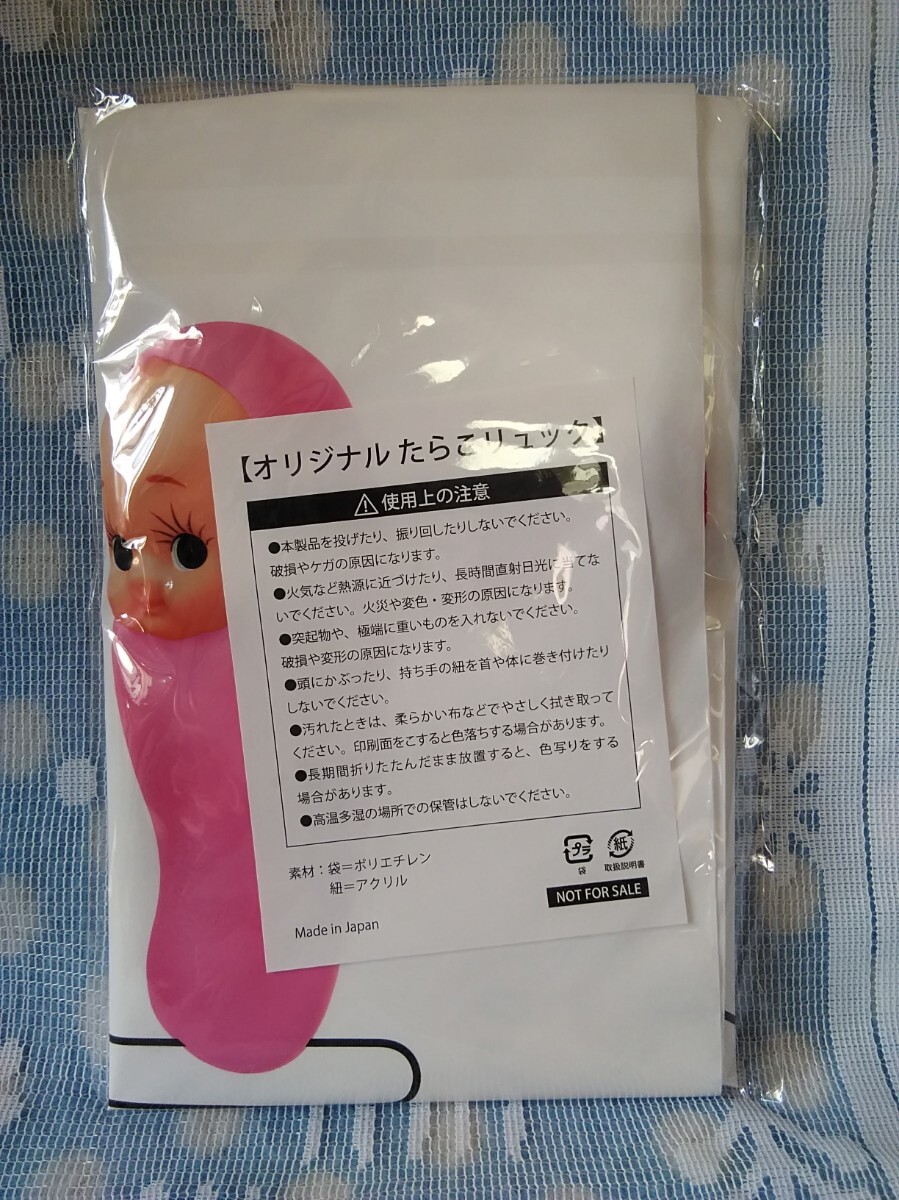 【オリジナル たらこリュック】
使用上の注意
●本製品を投げたり、振り回したりしないでください。
破損やケガの原因になります。
●火気など熱源に近づけたり、長時間直射日光に当てな
いでください。火災や変色・変形の原因になります。
●突起物や、極端に重いものを入れないでください。
破損や変形の原因になります。
●頭にかぶったり、持ち手の紐を首や体に巻き付けたり
しないでください。
●汚れたときは、柔らかい布などでやさしく拭き取って
ください。印刷面をこすると色落ちする場合があります。
●長期間折りたたんだまま放置すると、色写りをする
場合があります。
●高温多湿の場所での保管はしないでください。
素材：袋＝ポリエチレン
紐＝アクリル
プラ
袋
紙
取扱説明書
NOT FOR SALE
Made in Japan